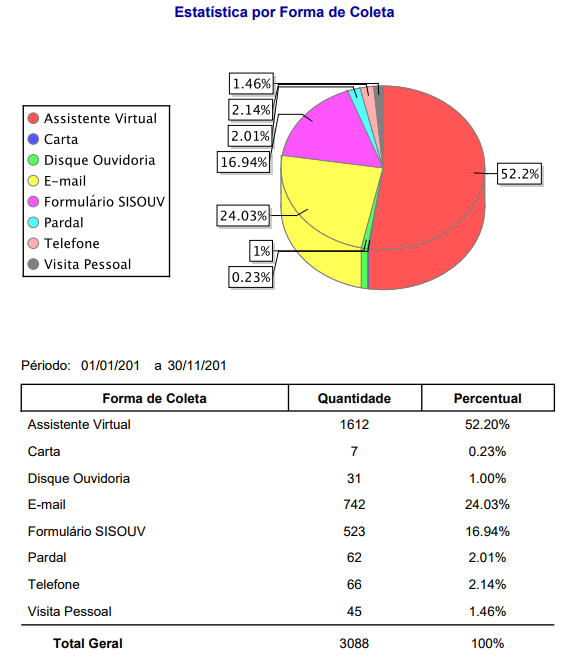 Estatística por Forma de Coleta
1.46%
2.14%
2.01%
16.94%
24.03%
1%
0.23%
52.2%
Assistente Virtual
Carta
Disque Ouvidoria
E-mail
Formulário SISOUV
Pardal
Telefone
Visita Pessoal
Périodo: 01/01/201 a 30/11/201
Forma de Coleta Quantidade Percentual
Assistente Virtual 1612 52.20%
Carta 7 0.23%
Disque Ouvidoria 31 1.00%
E-mail 742 24.03%
Formulário SISOUV 523 16.94%
Pardal 62 2.01%
Telefone 66 2.14%
Visita Pessoal 45 1.46%
Total Geral 3088 100%